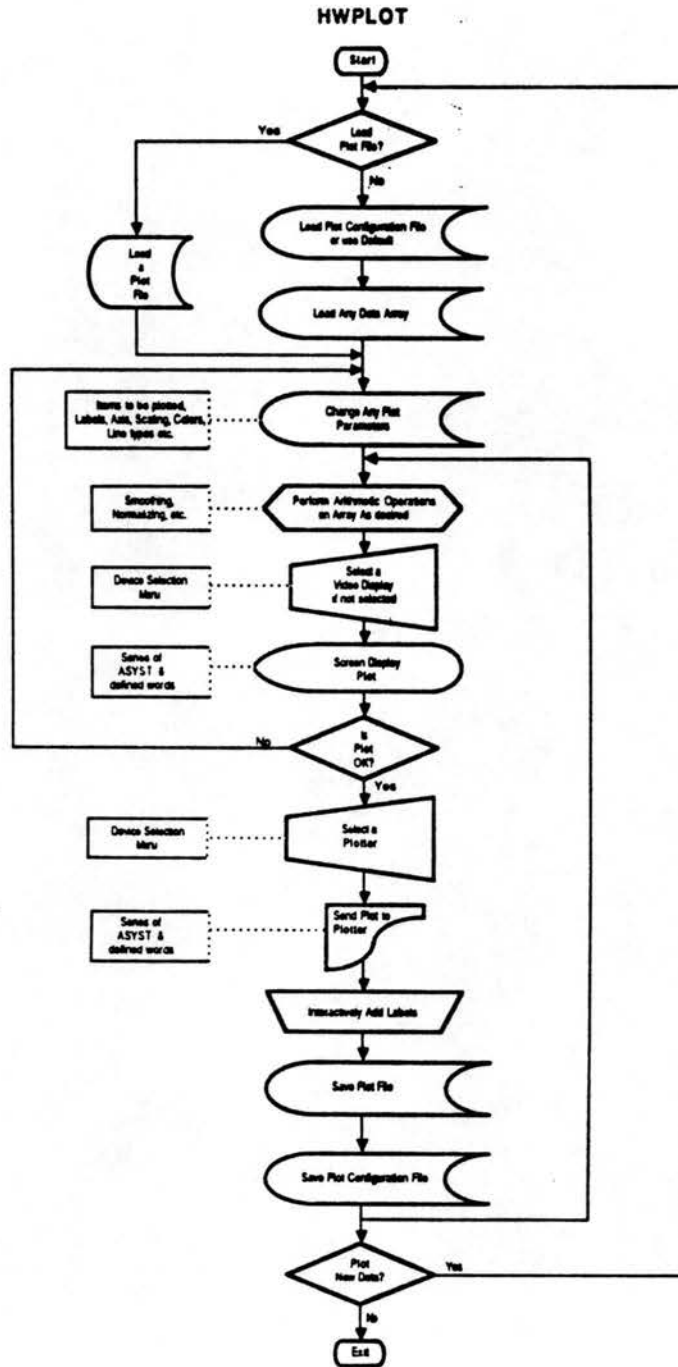 HWPLOT
Start
Load
Plot File?
Yes
No
Load Plot Configuration File
or use Default
Load
a
Plot
File
Load Any Data Array
Items to be plotted,
Labels, Axis, Scaling, Colors,
Line types etc.
Change Any Plot
Parameters
Smoothing,
Normalizing, etc.
Perform Arithmetic Operations
on Array As desired
Device Selection
Menu
Select a
Video Display
if not selected
Series of
ASYST &
defined words
Screen Display
Plot
No
Is
Plot
OK?
Yes
Device Selection
Menu
Select a
Plotter
Series of
ASYST &
defined words
Send Plot to
Plotter
Interactively Add Labels
Save Plot File
Save Plot Configuration File
Plot
New Data?
Yes
No
Exit